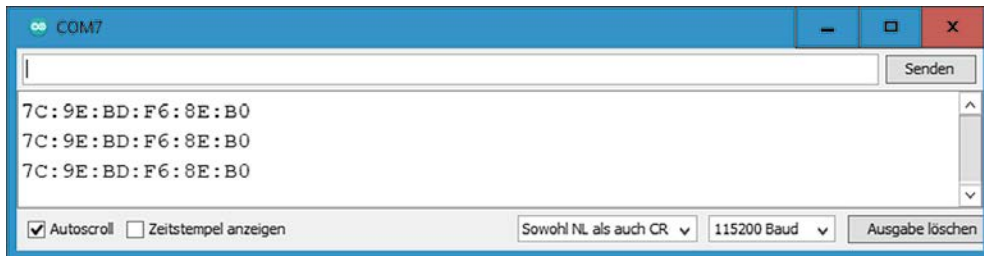 COM7
Senden
7C:9E:BD:F6:8E:B0
7C:9E:BD:F6:8E:B0
7C:9E:BD:F6:8E:B0
Autoscroll Zeitstempel anzeigen Sowohl NL als auch CR 115200 Baud Ausgabe löschen